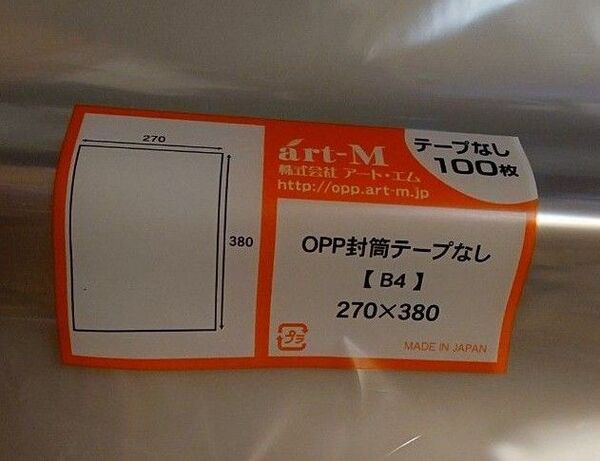 270
380
árt-M
株式会社 アート・エム
http://opp.art-m.jp
テープなし
100枚
OPP封筒テープなし
【 B4 】
270×380
プラ
MADE IN JAPAN